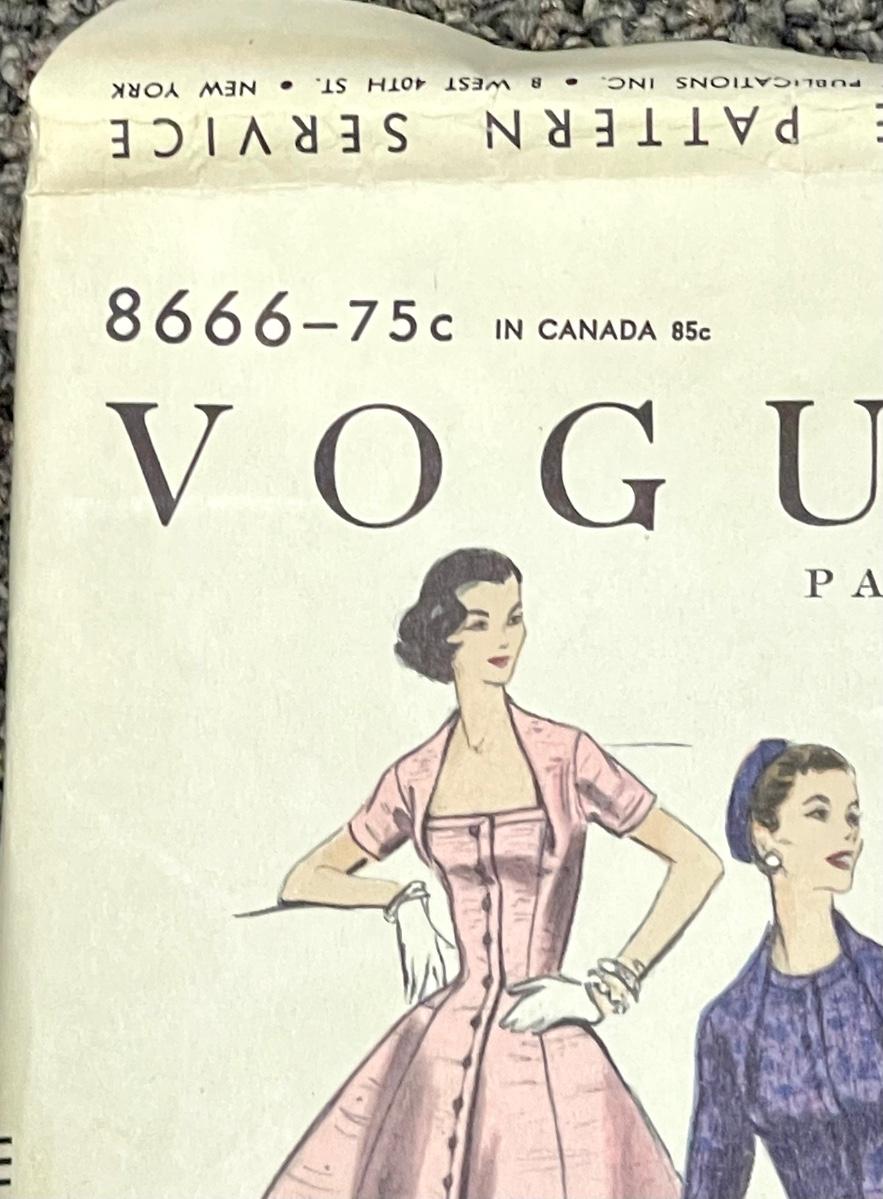 PUBLICATIONS INC. • 8 WEST 40TH ST. • NEW YORK
E PATTERN SERVICE
8666–75c IN CANADA 85c
VOGU
PA